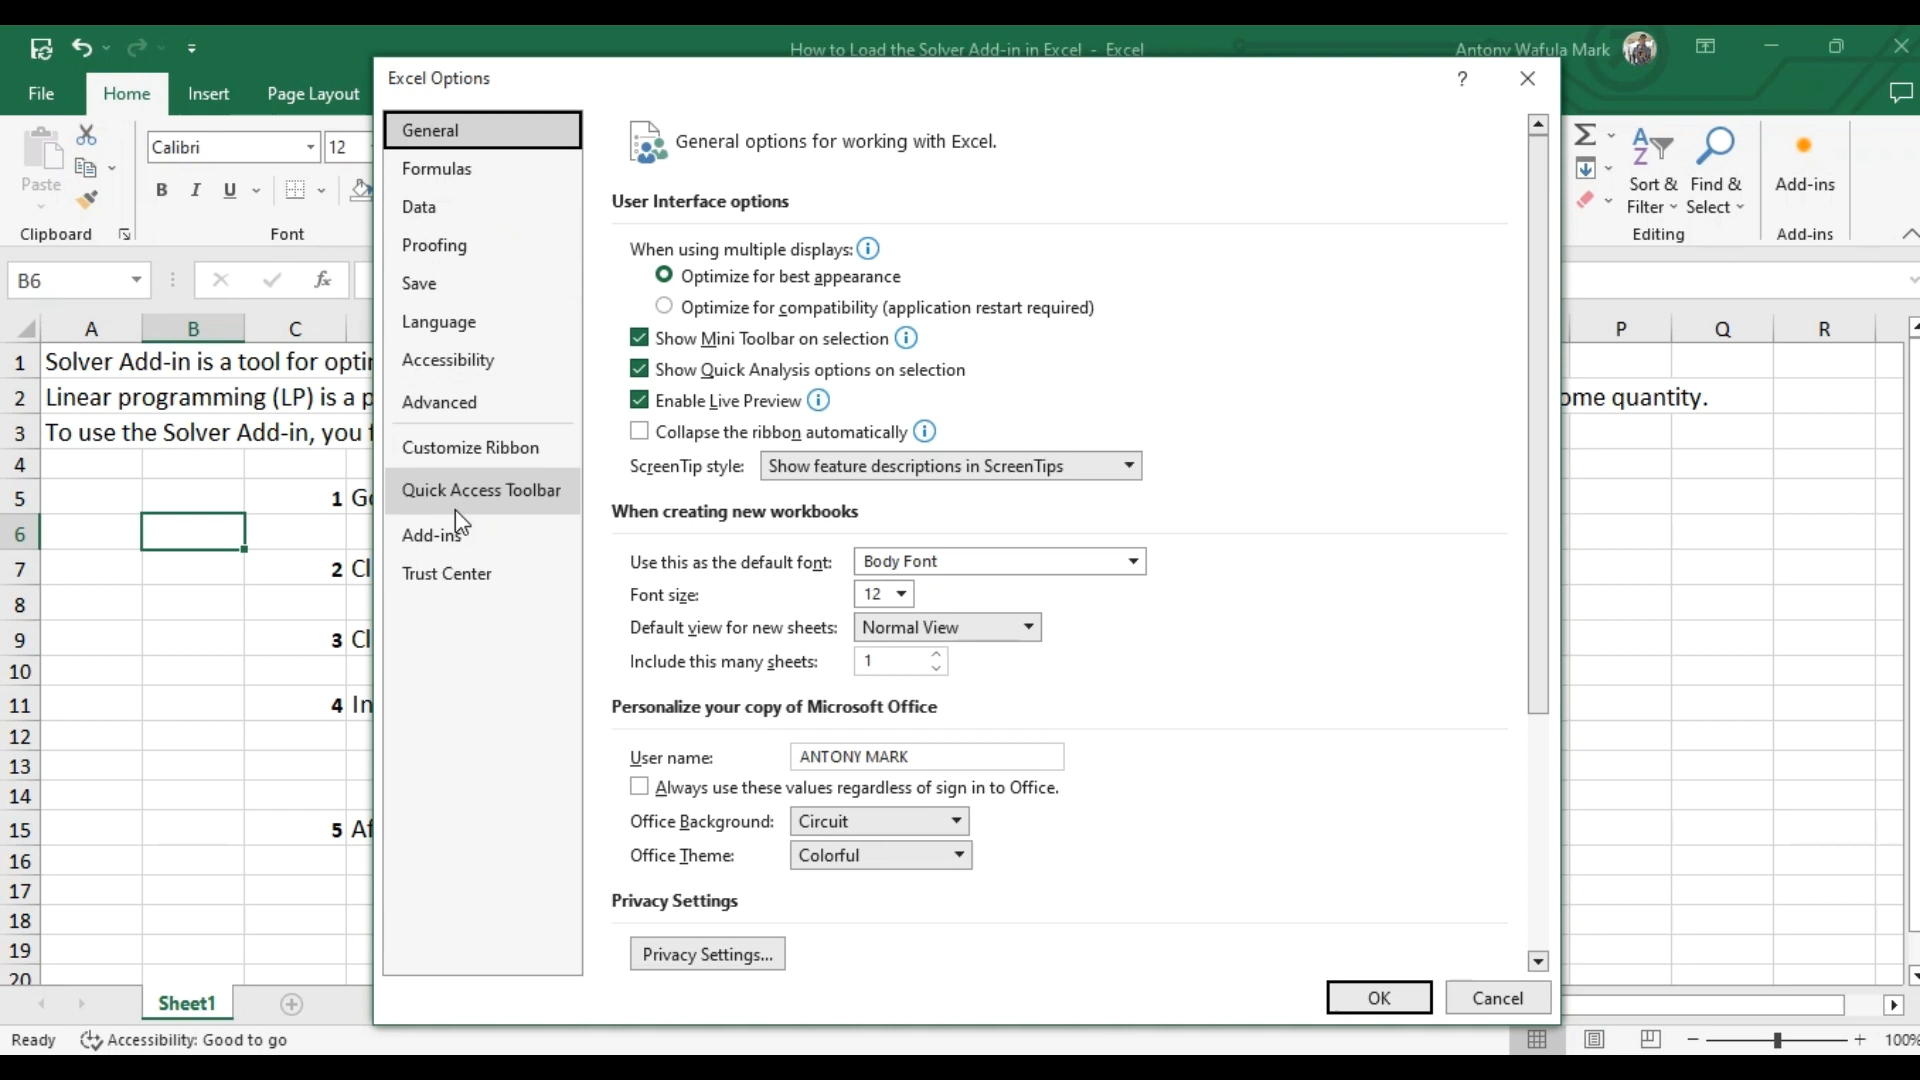 How to Load the Solver Add-in in Excel - Excel
Antony Wafula Mark
File Home Insert Page Layout
Excel Options
?
Calibri 12
Paste
B I U
Clipboard
Font
Sort & Filter
Find & Select
Editing
Add-ins
Add-ins
B6
fx
A B C
P Q R
1 Solver Add-in is a tool for
2 Linear programming (LP) is a
ome quantity.
3 To use the Solver Add-in, you
4
5 1
6
7 2
8
9 3
10
11 4 In
12
13
14
15 5
16
17
18
19
20
General
Formulas
Data
Proofing
Save
Language
Accessibility
Advanced
Customize Ribbon
Quick Access Toolbar
Add-ins
Trust Center
General options for working with Excel.
User Interface options
When using multiple displays:
Optimize for best appearance
Optimize for compatibility (application restart required)
Show Mini Toolbar on selection
Show Quick Analysis options on selection
Enable Live Preview
Collapse the ribbon automatically
ScreenTip style: Show feature descriptions in ScreenTips
When creating new workbooks
Use this as the default font: Body Font
Font size: 12
Default view for new sheets: Normal View
Include this many sheets: 1
Personalize your copy of Microsoft Office
User name: ANTONY MARK
Always use these values regardless of sign in to Office.
Office Background: Circuit
Office Theme: Colorful
Privacy Settings
Privacy Settings...
OK Cancel
Sheet1
Ready Accessibility: Good to go
100%